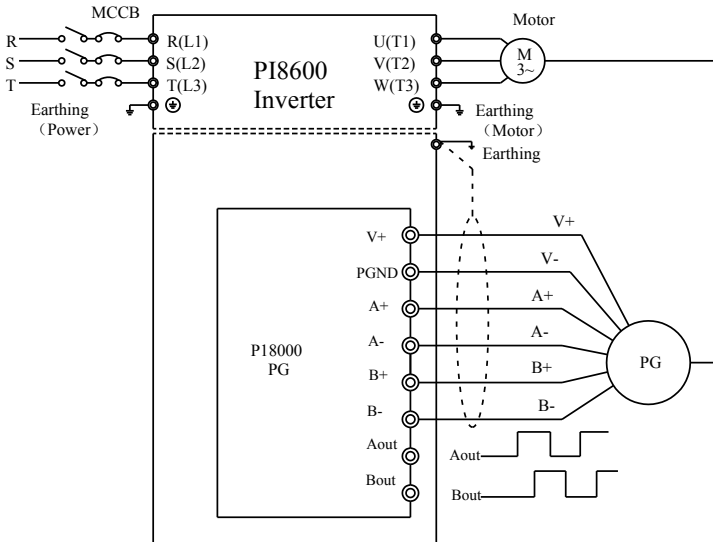 MCCB
Motor
R
R(L1)
U(T1)
S
S(L2)
V(T2)
T
T(L3)
W(T3)
PI8600
Inverter
M
3~
Earthing
（Power）
Earthing
（Motor）
Earthing
V+
V+
PGND
V-
A+
A+
A-
A-
B+
B+
B-
B-
P18000
PG
PG
Aout
Aout
Bout
Bout